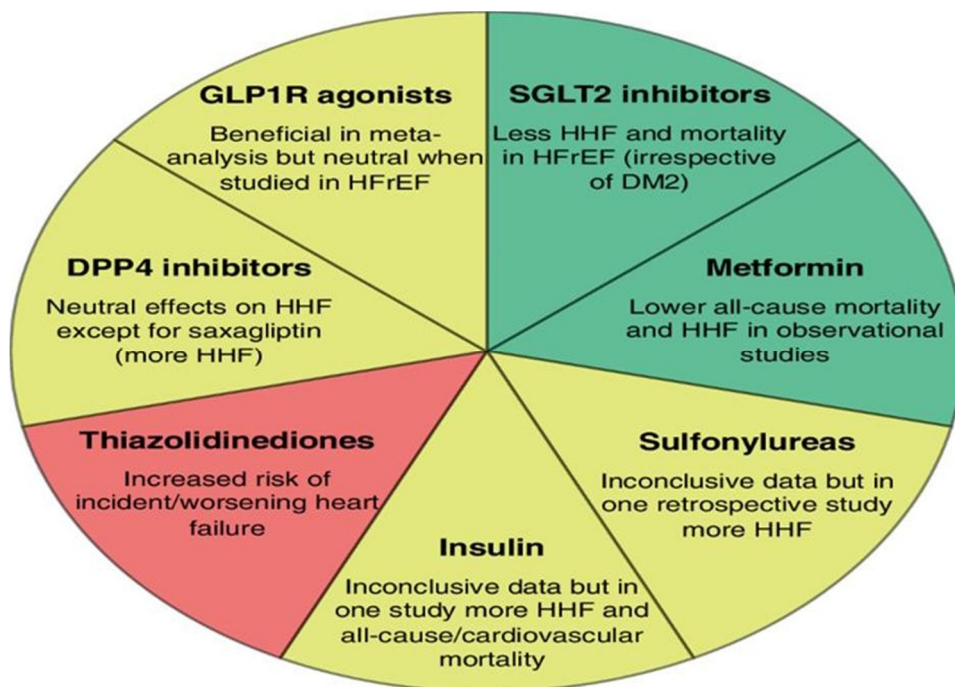 GLP1R agonists
Beneficial in meta-
analysis but neutral when
studied in HFrEF
SGLT2 inhibitors
Less HHF and mortality
in HFrEF (irrespective
of DM2)
DPP4 inhibitors
Neutral effects on HHF
except for saxagliptin
(more HHF)
Metformin
Lower all-cause mortality
and HHF in observational
studies
Thiazolidinediones
Increased risk of
incident/worsening heart
failure
Sulfonylureas
Inconclusive data but in
one retrospective study
more HHF
Insulin
Inconclusive data but in
one study more HHF and
all-cause/cardiovascular
mortality